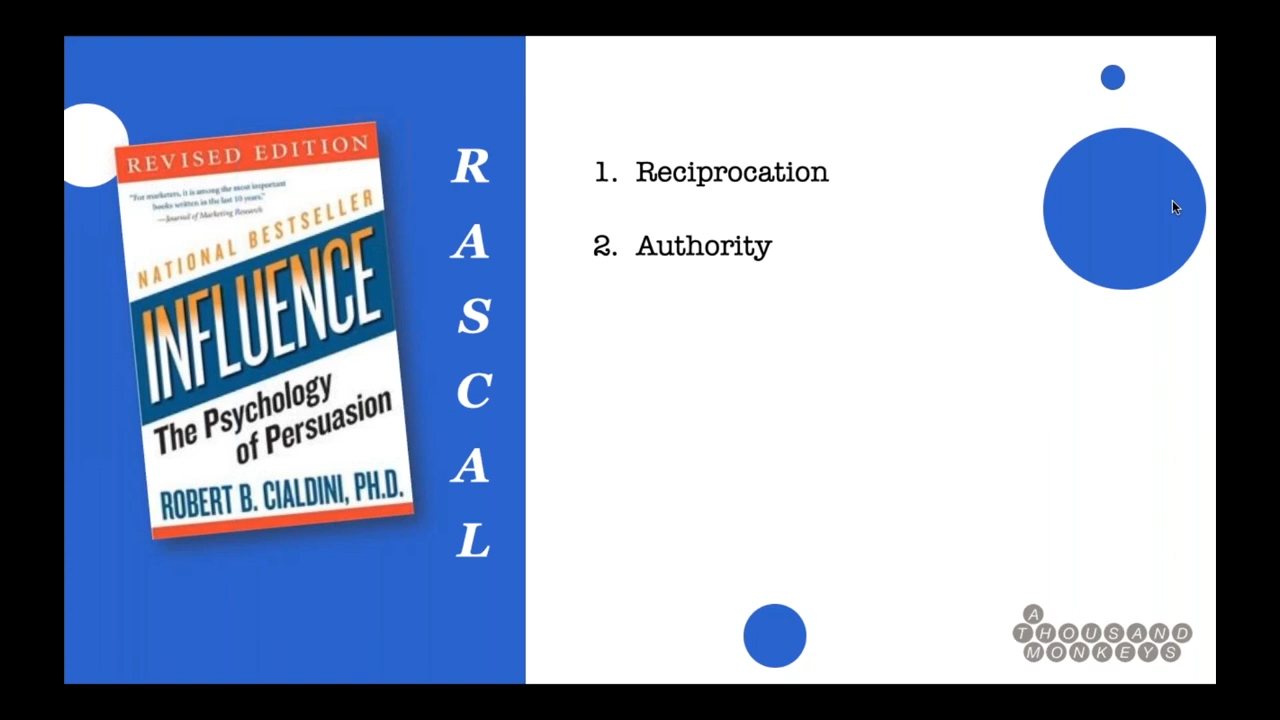 REVISED EDITION
"For marketers, it is among the most important
books written in the last 10 years."
—Journal of Marketing Research
NATIONAL BESTSELLER
INFLUENCE
The Psychology
of Persuasion
ROBERT B. CIALDINI, PH.D.
R
A
S
C
A
L
1. Reciprocation
2. Authority
A
THOUSAND
MONKEYS